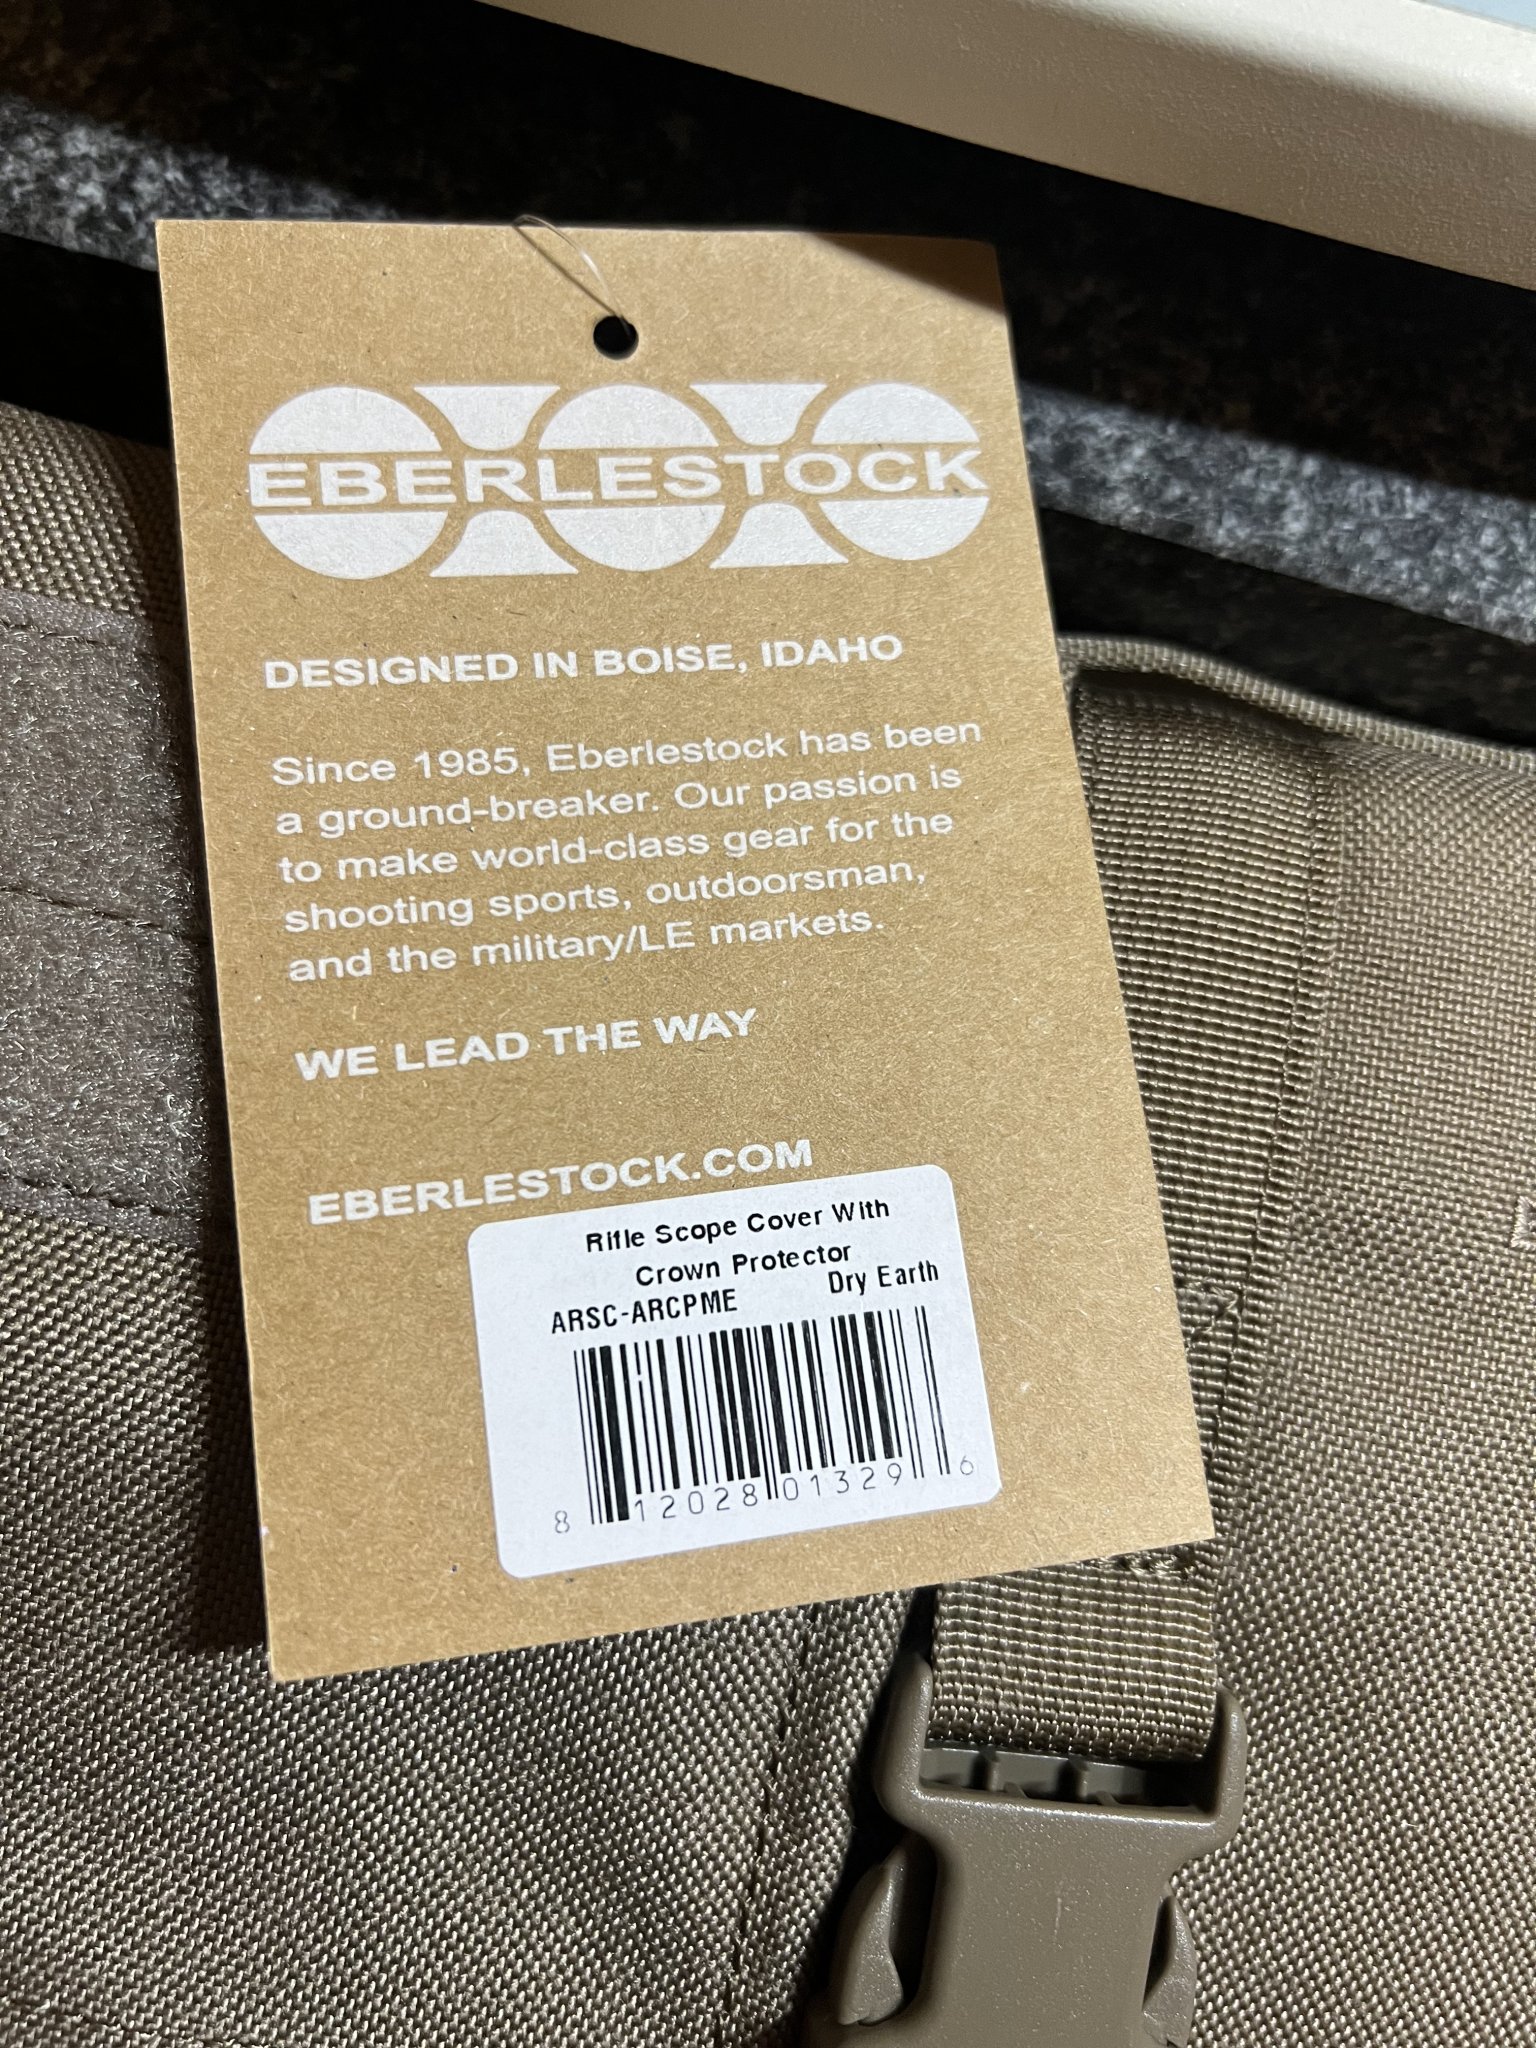 EBERLESTOCK
DESIGNED IN BOISE, IDAHO
Since 1985, Eberlestock has been
a ground-breaker. Our passion is
to make world-class gear for the
shooting sports, outdoorsman,
and the military/LE markets.
WE LEAD THE WAY
EBERLESTOCK.COM
Rifle Scope Cover With
Crown Protector
ARSC-ARCPME Dry Earth
8 12028 01329 6